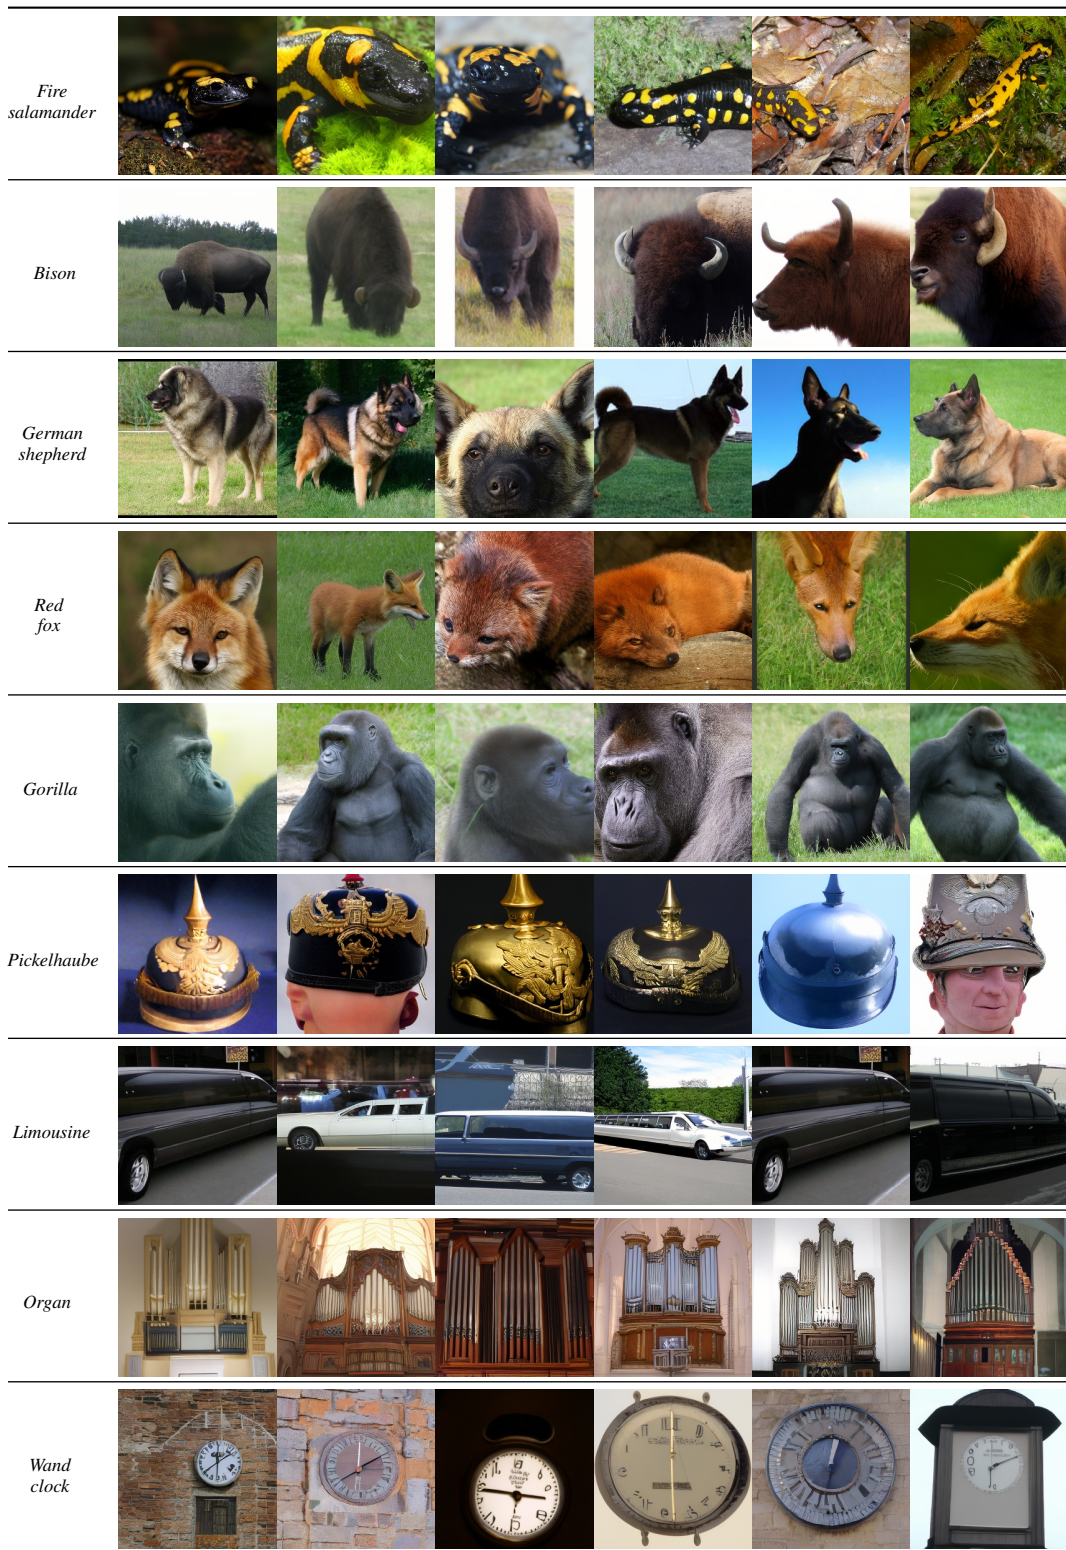 Fire
salamander
Bison
German
shepherd
Red
fox
Gorilla
Pickelhaube
Limousine
Organ
Wand
clock